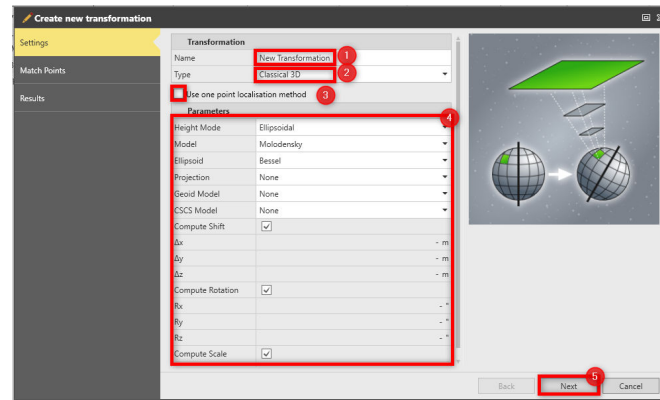 Create new transformation
Settings
Match Points
Results
Transformation
Name New Transformation 1
Type Classical 3D 2
Use one point localisation method 3
Parameters 4
Height Mode Ellipsoidal
Model Molodensky
Ellipsoid Bessel
Projection None
Geoid Model None
CSCS Model None
Compute Shift
Δx - m
Δy - m
Δz - m
Compute Rotation
Rx - "
Ry - "
Rz - "
Compute Scale
5
Back Next Cancel